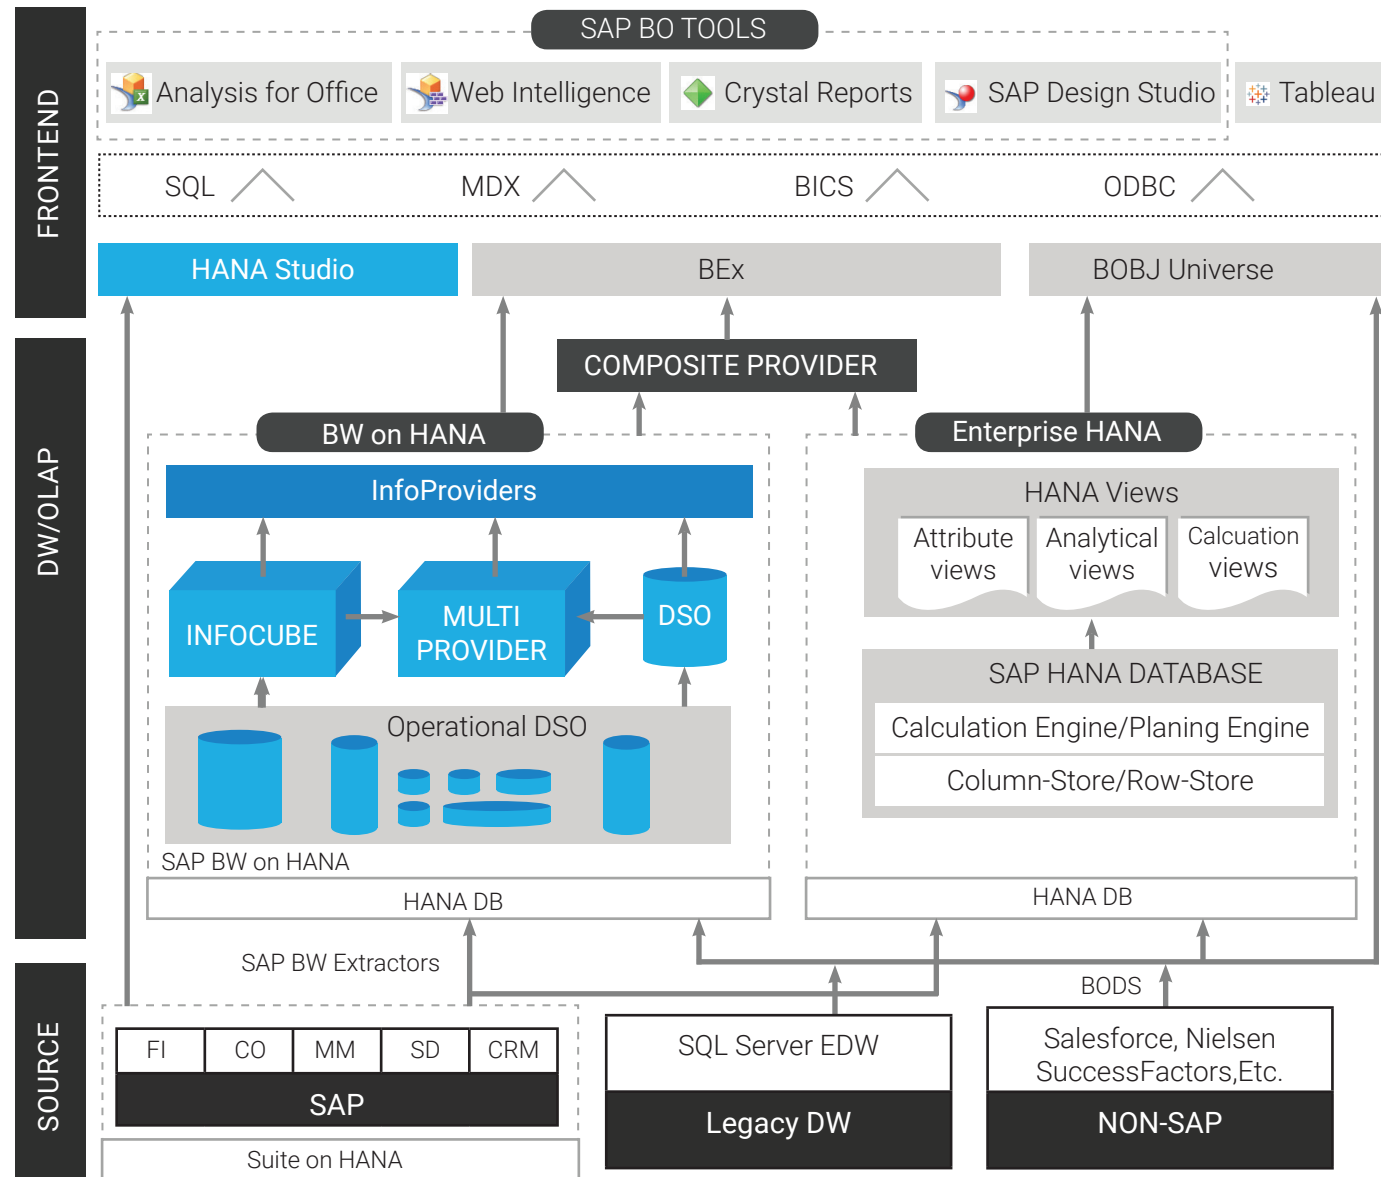 FRONTEND
SAP BO TOOLS
Analysis for Office
Web Intelligence
Crystal Reports
SAP Design Studio
Tableau
SQL
MDX
BICS
ODBC
HANA Studio
BEx
BOBJ Universe
DW/OLAP
COMPOSITE PROVIDER
BW on HANA
InfoProviders
INFOCUBE
MULTI
PROVIDER
DSO
Operational DSO
SAP BW on HANA
HANA DB
Enterprise HANA
HANA Views
Attribute
views
Analytical
views
Calcuation
views
SAP HANA DATABASE
Calculation Engine/Planing Engine
Column-Store/Row-Store
HANA DB
SOURCE
SAP BW Extractors
BODS
FI
CO
MM
SD
CRM
SAP
Suite on HANA
SQL Server EDW
Legacy DW
Salesforce, Nielsen
SuccessFactors,Etc.
NON-SAP